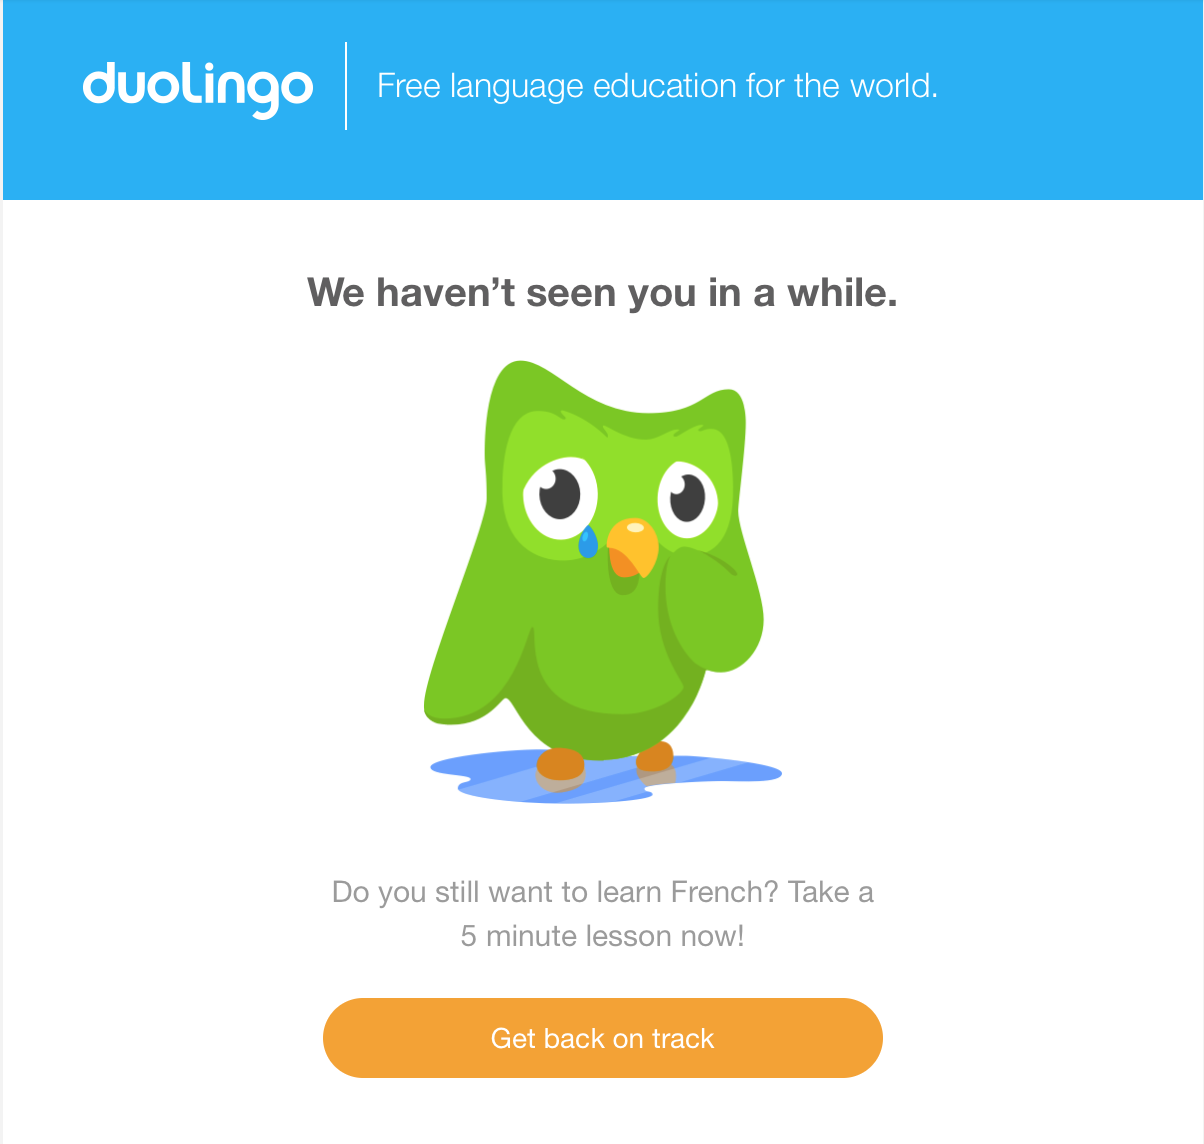 duolingo
Free language education for the world.
We haven’t seen you in a while.
Do you still want to learn French? Take a
5 minute lesson now!
Get back on track